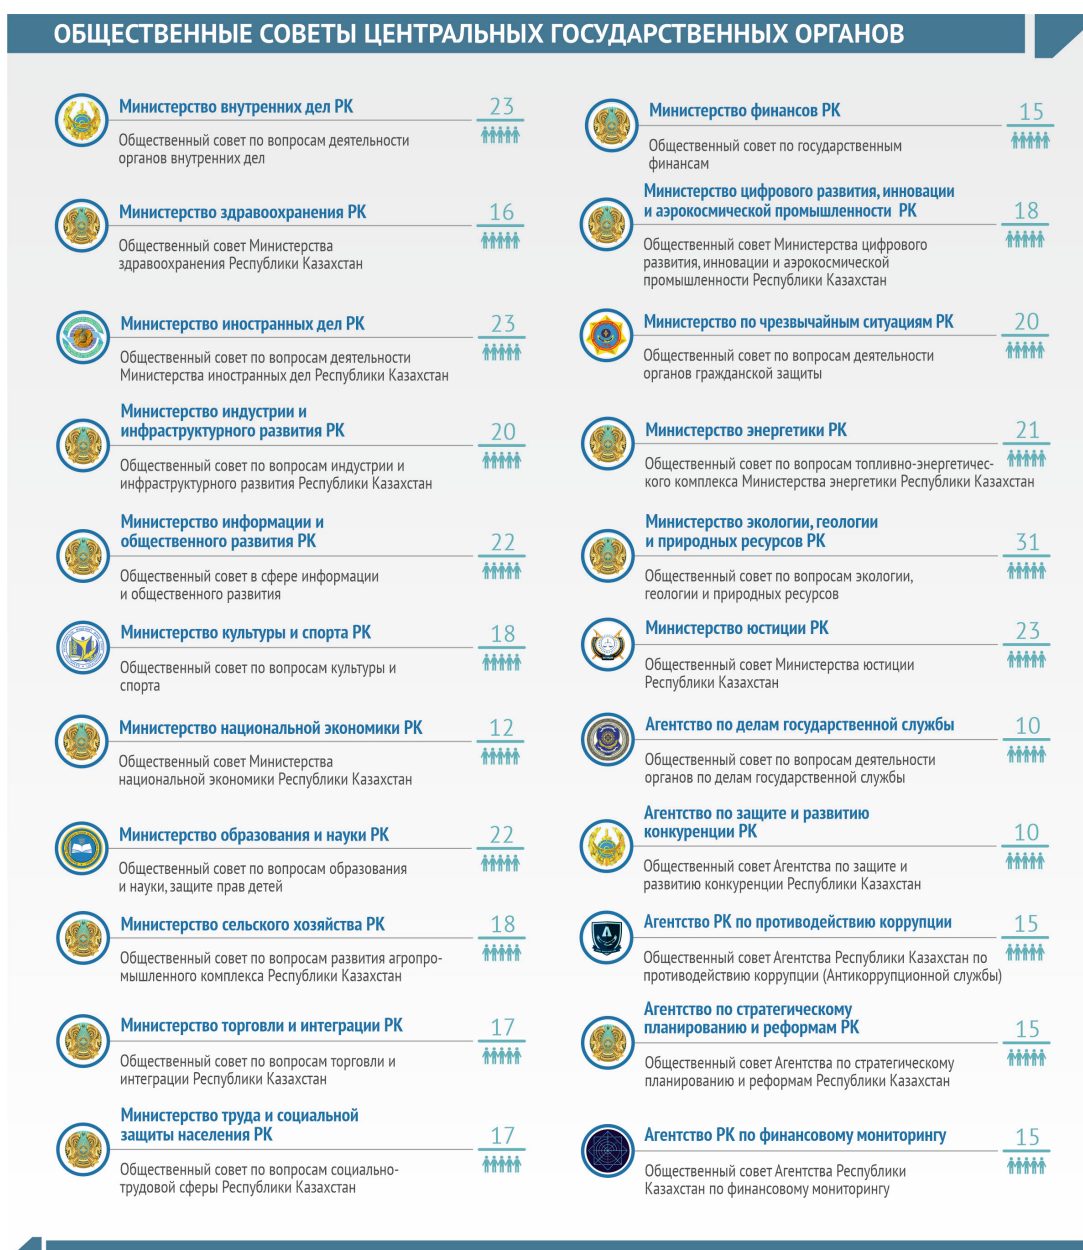 ОБЩЕСТВЕННЫЕ СОВЕТЫ ЦЕНТРАЛЬНЫХ ГОСУДАРСТВЕННЫХ ОРГАНОВ
Министерство внутренних дел РК
23
Общественный совет по вопросам деятельности
органов внутренних дел
Министерство здравоохранения РК
16
Общественный совет Министерства
здравоохранения Республики Казахстан
Министерство иностранных дел РК
23
Общественный совет по вопросам деятельности
Министерства иностранных дел Республики Казахстан
Министерство индустрии и
инфраструктурного развития РК
20
Общественный совет по вопросам индустрии и
инфраструктурного развития Республики Казахстан
Министерство информации и
общественного развития РК
22
Общественный совет в сфере информации
и общественного развития
Министерство культуры и спорта РК
18
Общественный совет по вопросам культуры и
спорта
Министерство национальной экономики РК
12
Общественный совет Министерства
национальной экономики Республики Казахстан
Министерство образования и науки РК
22
Общественный совет по вопросам образования
и науки, защите прав детей
Министерство сельского хозяйства РК
18
Общественный совет по вопросам развития агропро-
мышленного комплекса Республики Казахстан
Министерство торговли и интеграции РК
17
Общественный совет по вопросам торговли и
интеграции Республики Казахстан
Министерство труда и социальной
защиты населения РК
17
Общественный совет по вопросам социально-
трудовой сферы Республики Казахстан
Министерство финансов РК
15
Общественный совет по государственным
финансам
Министерство цифрового развития, инновации
и аэрокосмической промышленности РК
18
Общественный совет Министерства цифрового
развития, инновации и аэрокосмической
промышленности Республики Казахстан
Министерство по чрезвычайным ситуациям РК
20
Общественный совет по вопросам деятельности
органов гражданской защиты
Министерство энергетики РК
21
Общественный совет по вопросам топливно-энергетичес-
кого комплекса Министерства энергетики Республики Казахстан
Министерство экологии, геологии
и природных ресурсов РК
31
Общественный совет по вопросам экологии,
геологии и природных ресурсов
Министерство юстиции РК
23
Общественный совет Министерства юстиции
Республики Казахстан
Агентство по делам государственной службы
10
Общественный совет по вопросам деятельности
органов по делам государственной службы
Агентство по защите и развитию
конкуренции РК
10
Общественный совет Агентства по защите и
развитию конкуренции Республики Казахстан
Агентство РК по противодействию коррупции
15
Общественный совет Агентства Республики Казахстан по
противодействию коррупции (Антикоррупционной службы)
Агентство по стратегическому
планированию и реформам РК
15
Общественный совет Агентства по стратегическому
планированию и реформам Республики Казахстан
Агентство РК по финансовому мониторингу
15
Общественный совет Агентства Республики
Казахстан по финансовому мониторингу